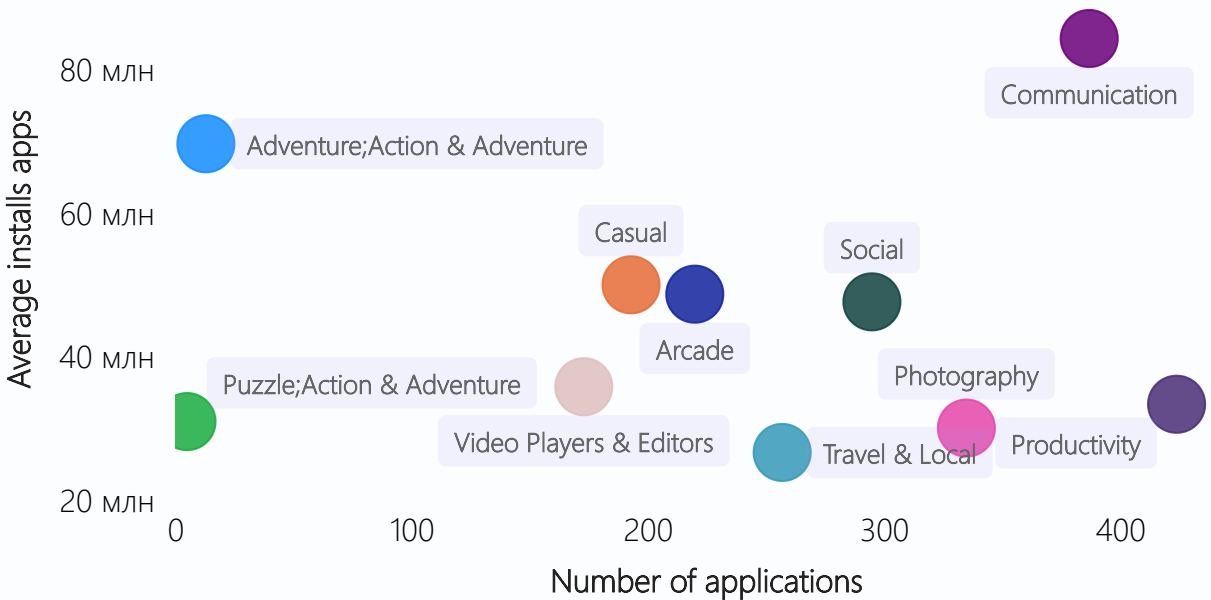 80 млн
Communication
Adventure;Action & Adventure
60 млн
Casual
Social
Average installs apps
Arcade
40 млн
Photography
Puzzle;Action & Adventure
Video Players & Editors
Travel & Local
Productivity
20 млн
0 100 200 300 400
Number of applications